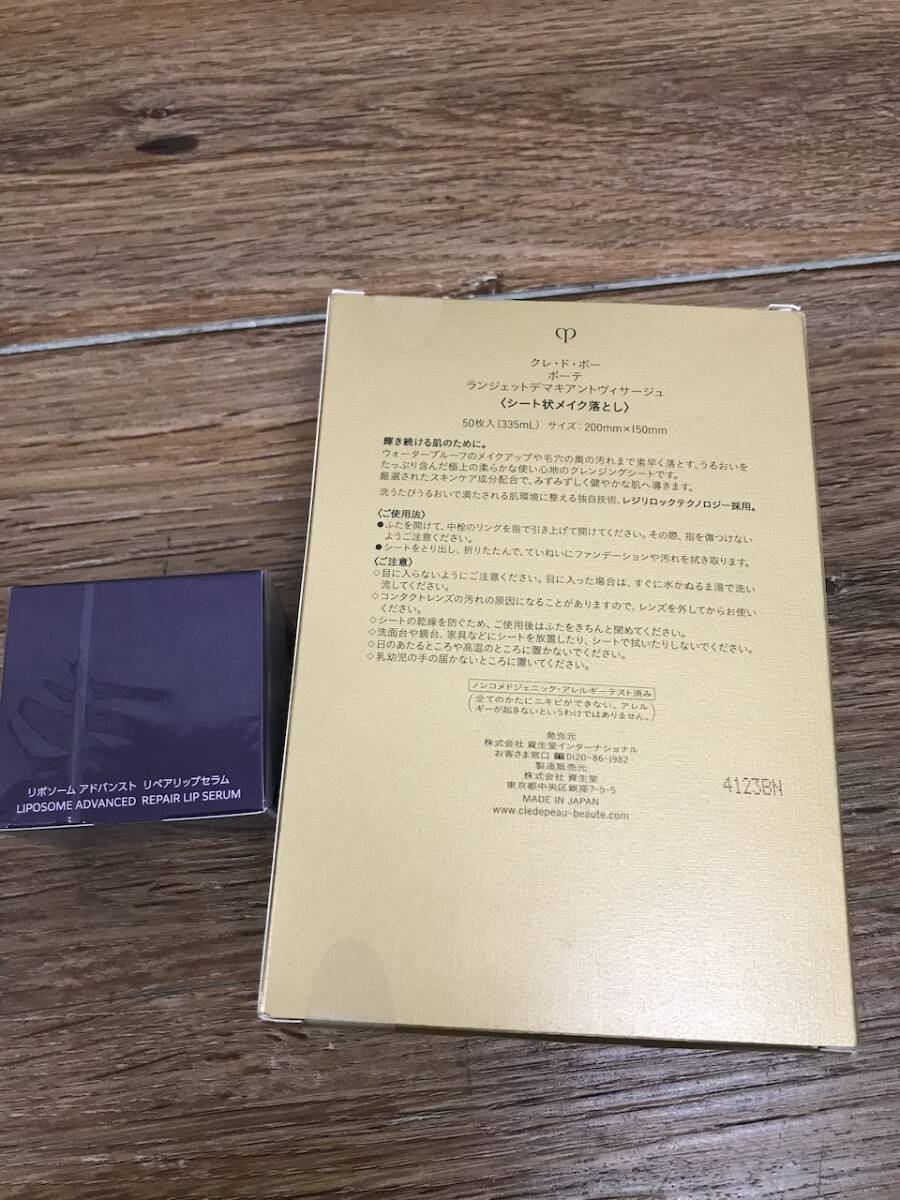 クレ・ド・ポー
ボーテ
ランジェットデマキアントヴィサージュ
〈シート状メイク落とし〉
50枚入(335mL) サイズ:200mm×150mm
輝き続ける肌のために。
ウォータープルーフのメイクアップや毛穴の奥の汚れまで素早く落とす、うるおいを
たっぷり含んだ極上の柔らかな使い心地のクレンジングシートです。
厳選されたスキンケア成分配合で、みずみずしく健やかな肌へ導きます。
洗うたびうるおいで満たされる肌環境に整える独自技術、レジリロックテクノロジー採用。
〈ご使用法〉
●ふたを開けて、中栓のリングを指で引き上げて開けてください。その際、指を傷つけない
ようご注意ください。
●シートをとり出し、折りたたんで、ていねいにファンデーションや汚れを拭き取ります。
〈ご注意〉
◇目に入らないようにご注意ください。目に入った場合は、すぐに水かぬるま湯で洗い
流してください。
◇コンタクトレンズの汚れの原因になることがありますので、レンズを外してからお使い
ください。
◇シートの乾燥を防ぐため、ご使用後はふたをきちんと閉めてください。
◇洗面台や鏡台、家具などにシートを放置したり、シートで拭いたりしないでください。
◇日のあたるところや高温のところに置かないでください。
◇乳幼児の手の届かないところに置いてください。
ノンコメドジェニック・アレルギーテスト済み
(全てのかたにニキビができない、アレル
ギーが起きないというわけではありません。)
発売元
株式会社 資生堂インターナショナル
お客さま窓口 0120-86-1982
製造販売元
株式会社 資生堂
東京都中央区銀座7-5-5
MADE IN JAPAN
www.cledepeau-beaute.com
4123BN
リポソーム アドバンスト リペアリップセラム
LIPOSOME ADVANCED REPAIR LIP SERUM